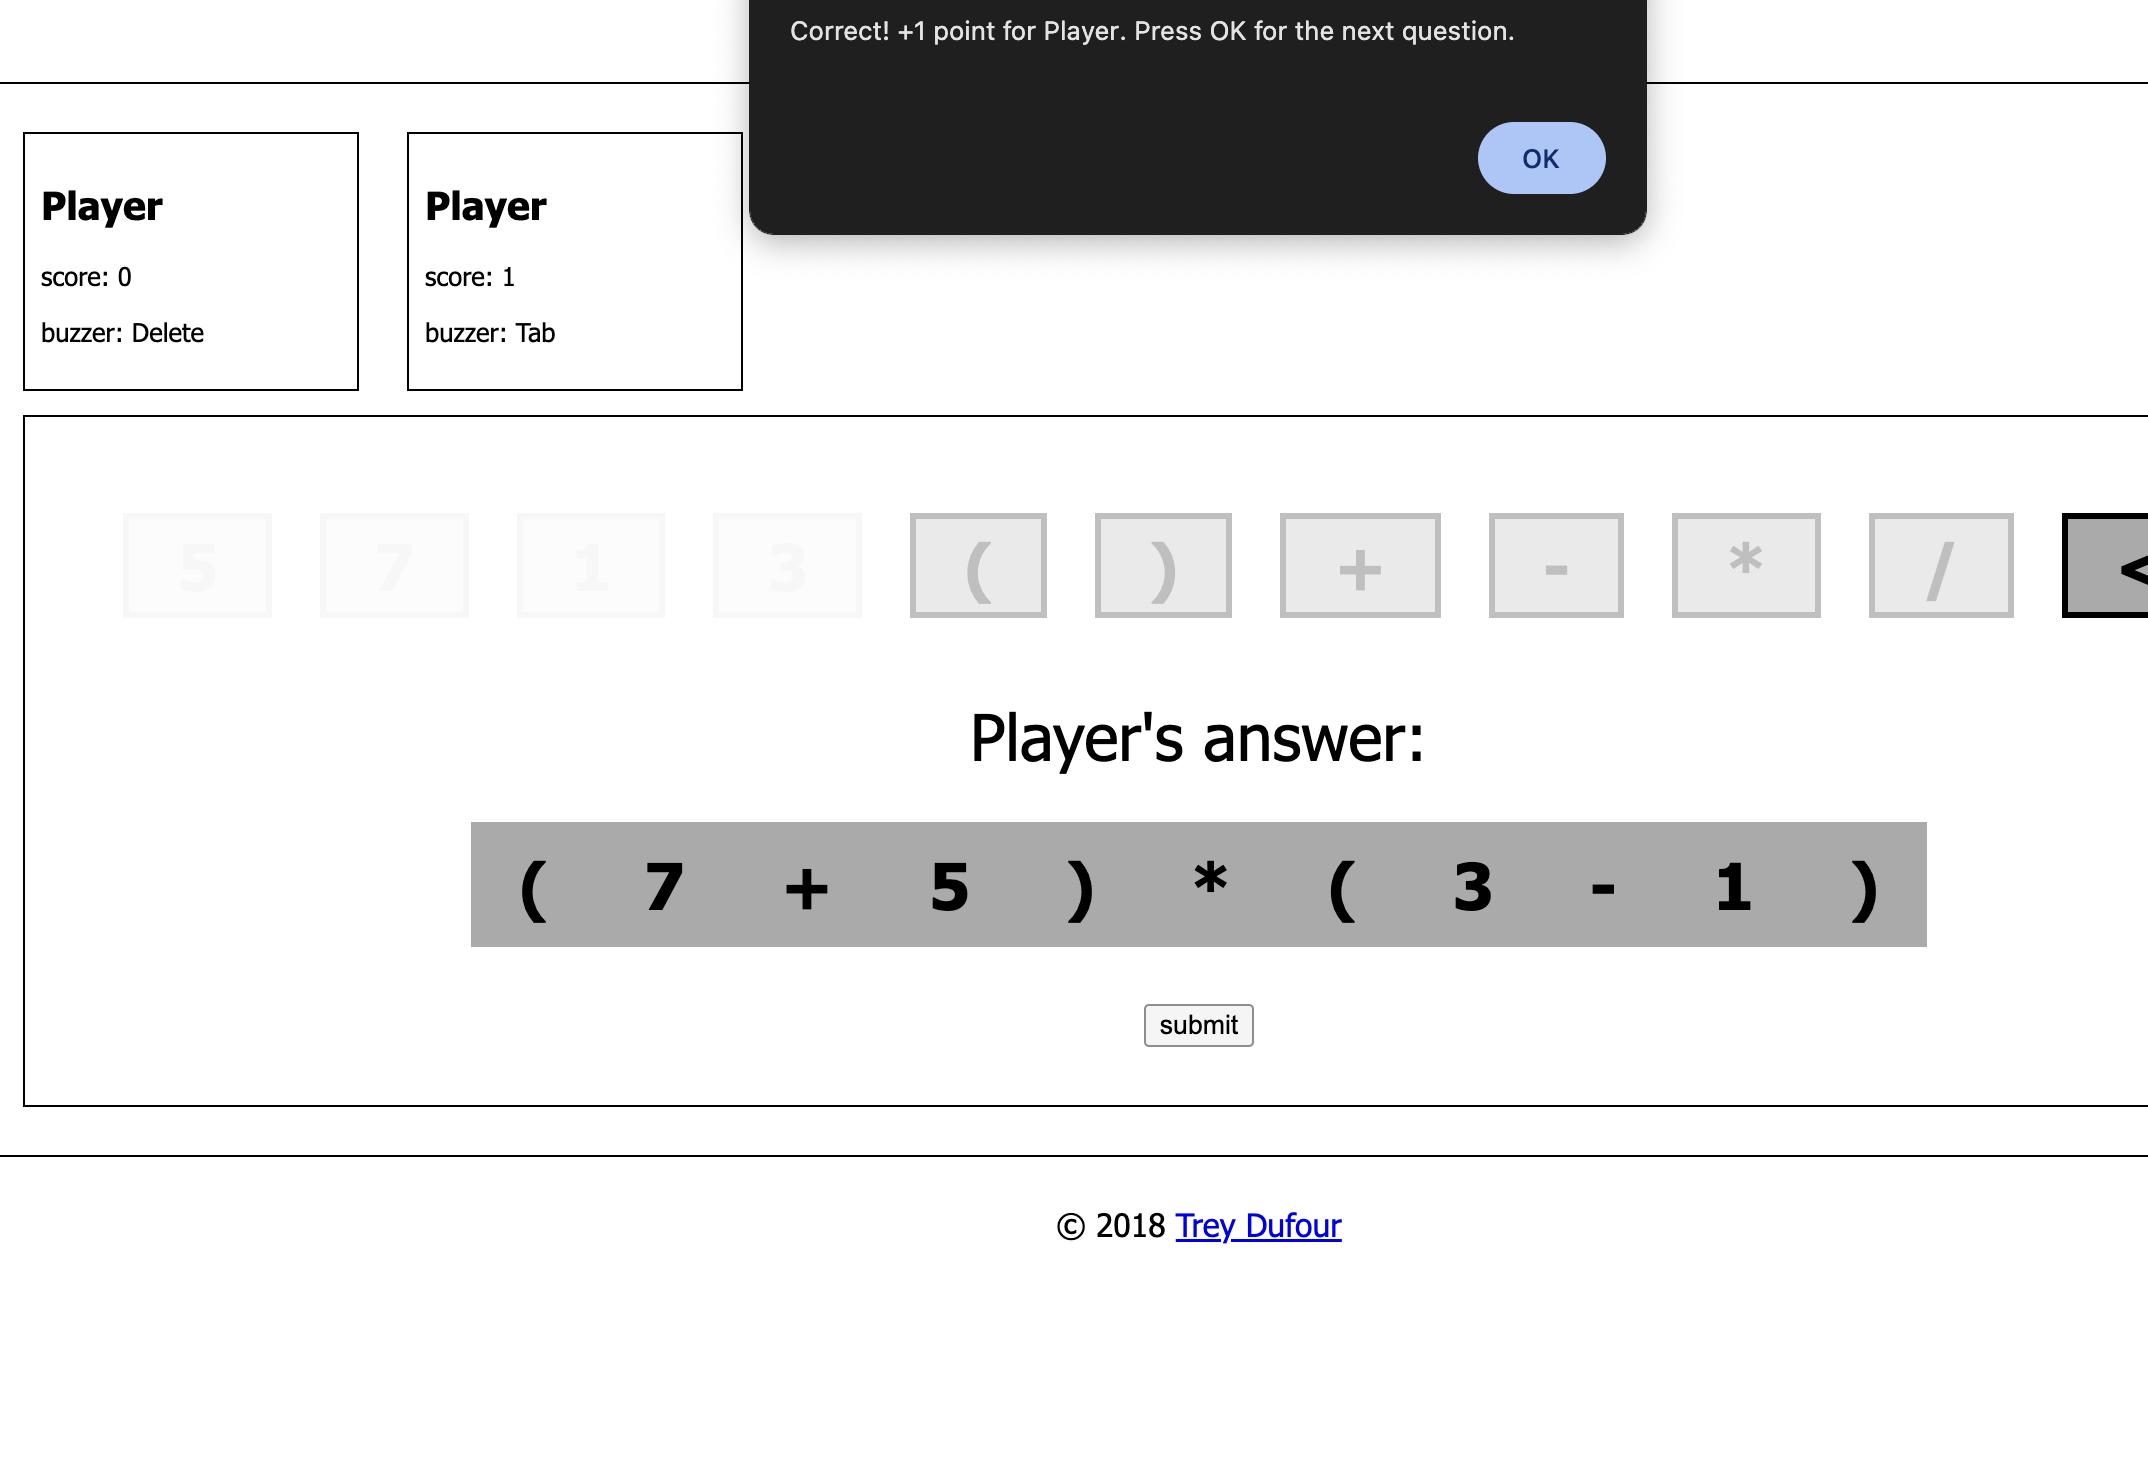 Correct! +1 point for Player. Press OK for the next question.
OK
Player
score: 0
buzzer: Delete
Player
score: 1
buzzer: Tab
5 7 1 3 ( ) + - * / <
Player's answer:
( 7 + 5 ) * ( 3 - 1 )
submit
© 2018 Trey Dufour